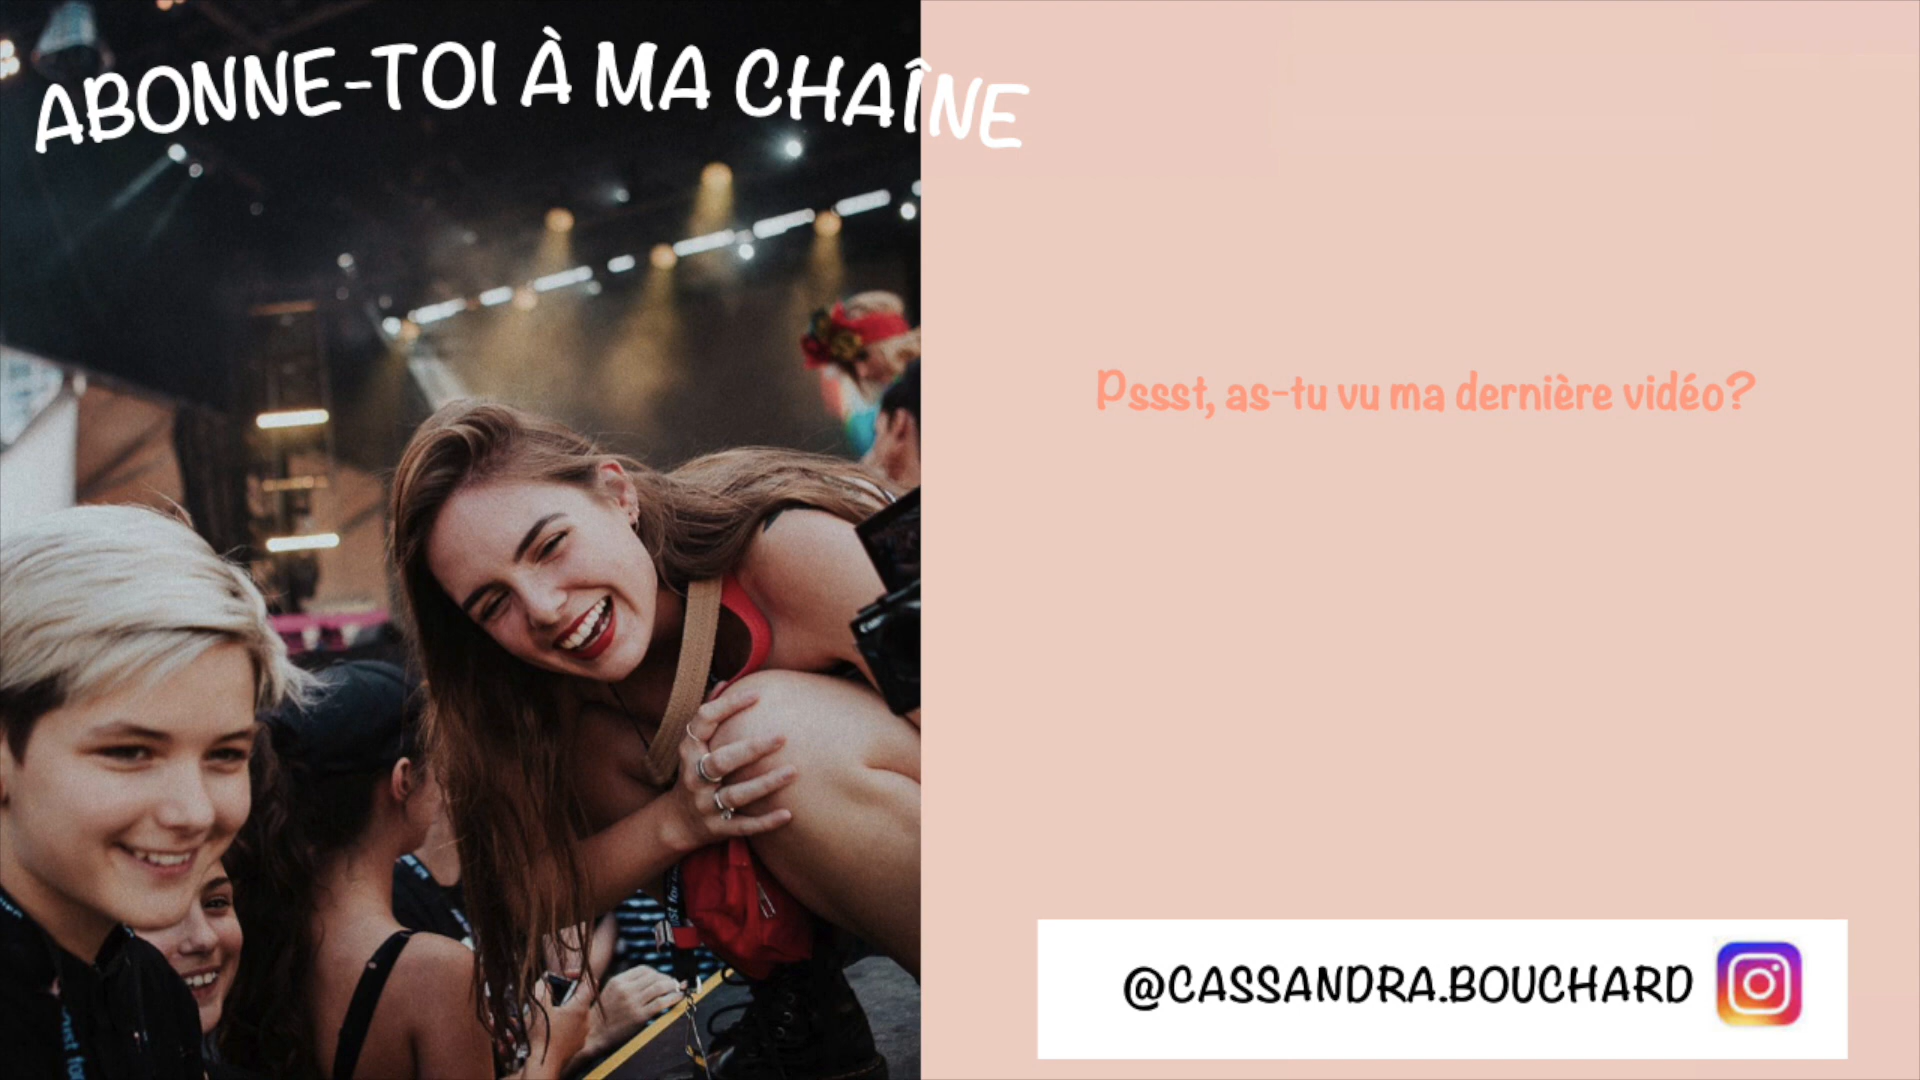 ABONNE-TOI À MA CHAÎNE
Pssst, as-tu vu ma dernière vidéo?
@CASSANDRA.BOUCHARD